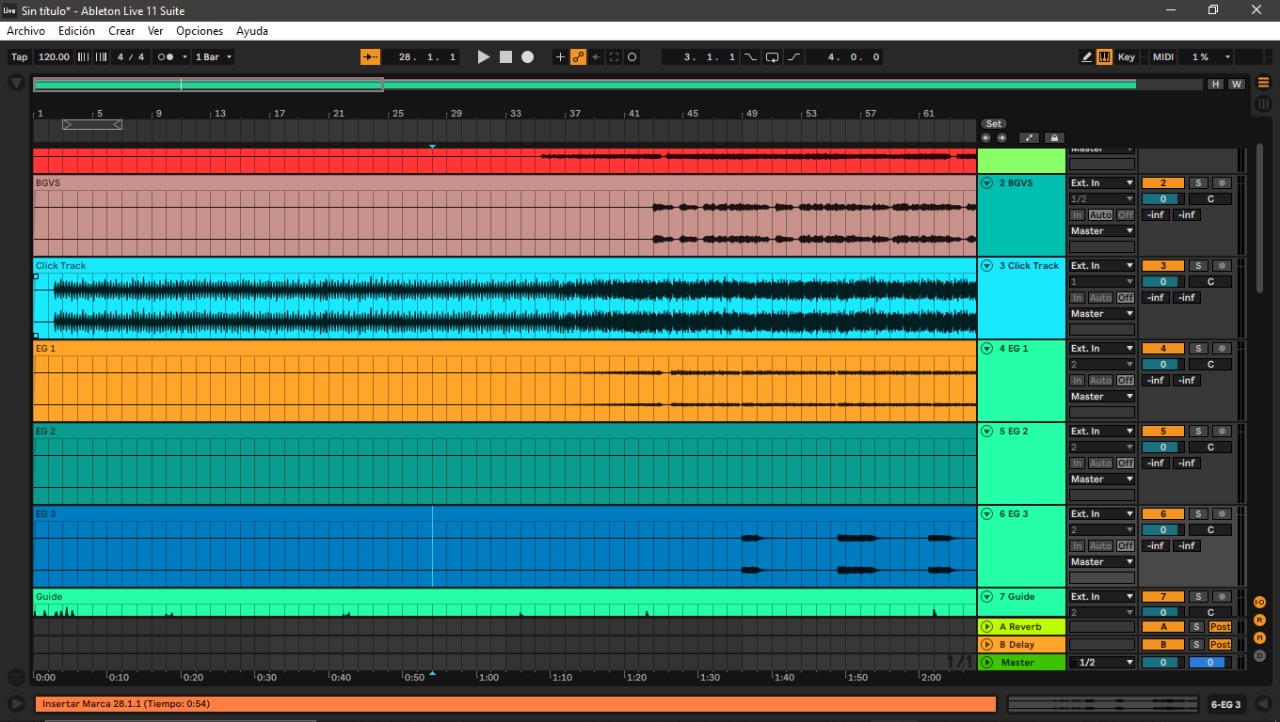 Live Sin título* - Ableton Live 11 Suite
Archivo Edición Crear Ver Opciones Ayuda
Tap 120.00 4 / 4 1 Bar 28. 1. 1 3. 1. 1 4. 0. 0 Key MIDI 1 %
H W
1 5 9 13 17 21 25 29 33 37 41 45 49 53 57 61
Set
Master
BGVS 2 BGVS Ext. In 2 S
1/2 0 C
In Auto Off -inf -inf
Master
Click Track 3 Click Track Ext. In 3 S
1 0 C
In Auto Off -inf -inf
Master
EG 1 4 EG 1 Ext. In 4 S
2 0 C
In Auto Off -inf -inf
Master
EG 2 5 EG 2 Ext. In 5 S
2 0 C
In Auto Off -inf -inf
Master
EG 3 6 EG 3 Ext. In 6 S
2 0 C
In Auto Off -inf -inf
Master
Guide 7 Guide Ext. In 7 S
2 0 C
A Reverb A S Post
B Delay B S Post
1/1 Master 1/2 0 0
I·O
R
M
D
0:00 0:10 0:20 0:30 0:40 0:50 1:00 1:10 1:20 1:30 1:40 1:50 2:00
Insertar Marca 28.1.1 (Tiempo: 0:54) 6-EG 3